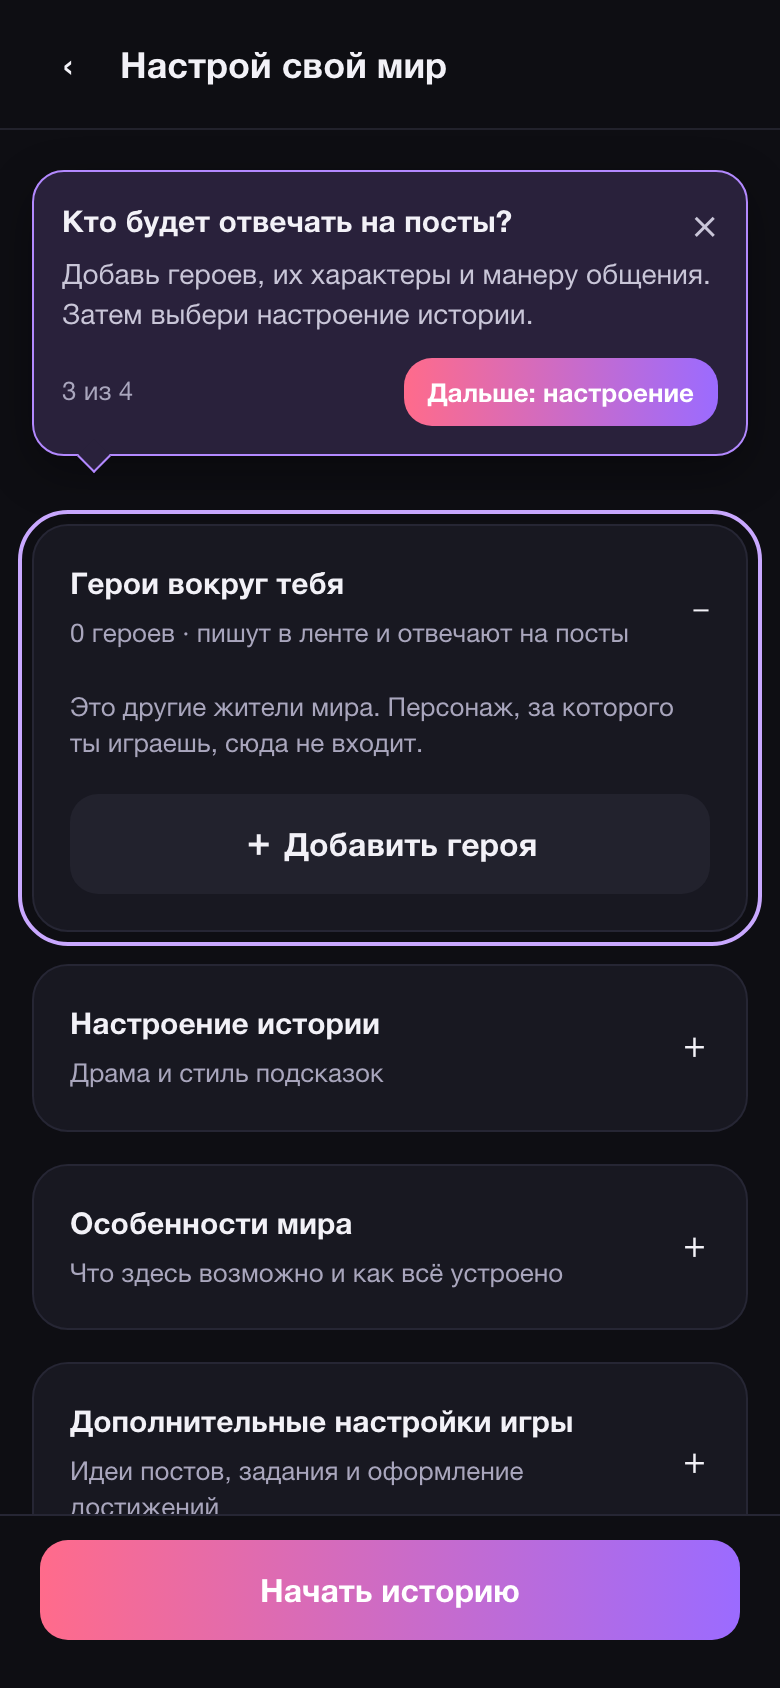 ‹ Настрой свой мир
Кто будет отвечать на посты? ×
Добавь героев, их характеры и манеру общения.
Затем выбери настроение истории.
3 из 4 Дальше: настроение
Герои вокруг тебя
0 героев · пишут в ленте и отвечают на посты −
Это другие жители мира. Персонаж, за которого
ты играешь, сюда не входит.
+ Добавить героя
Настроение истории +
Драма и стиль подсказок
Особенности мира +
Что здесь возможно и как всё устроено
Дополнительные настройки игры +
Идеи постов, задания и оформление
достижений
Начать историю